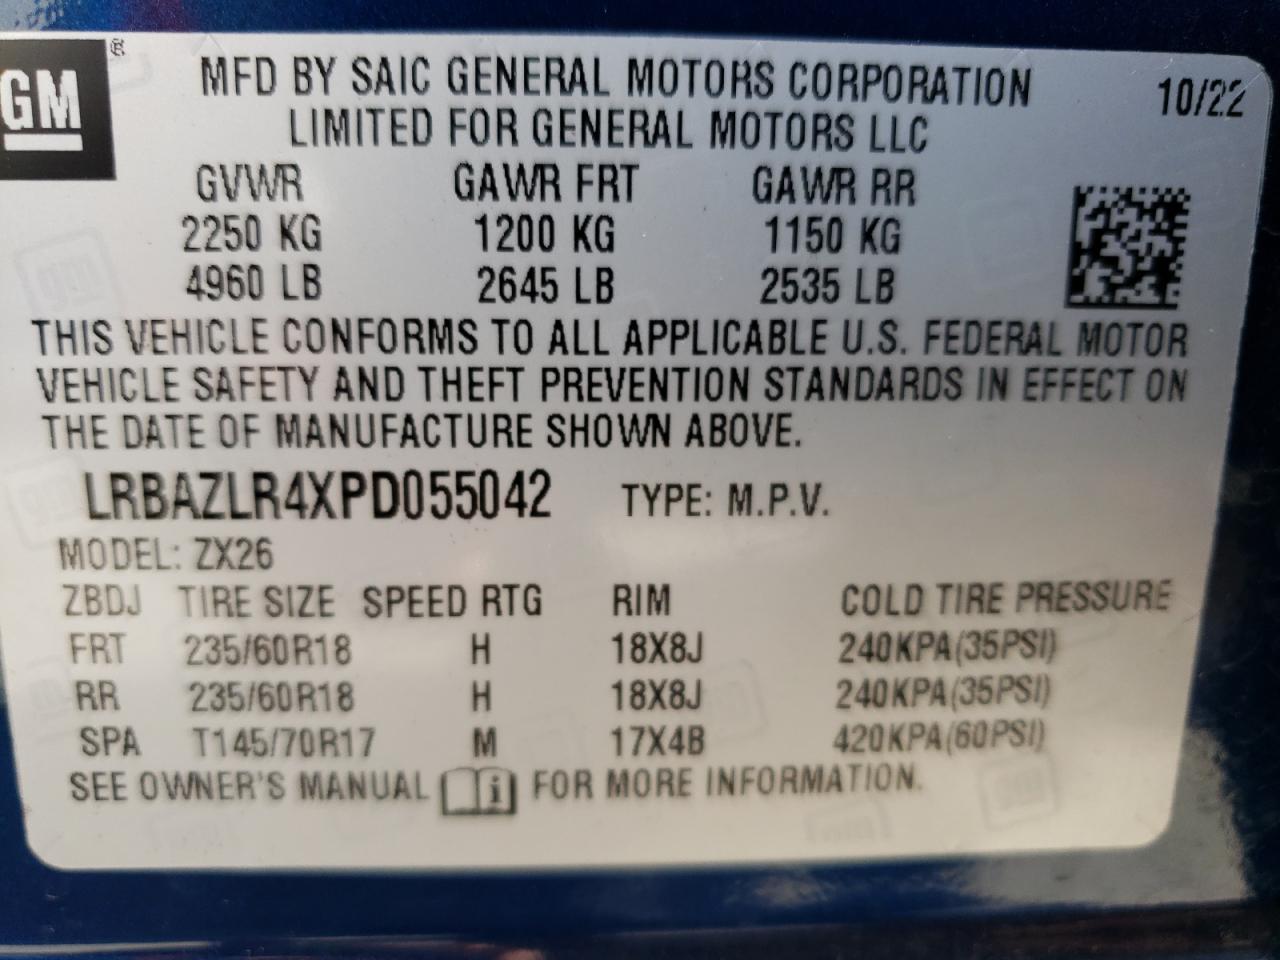 GM ®
MFD BY SAIC GENERAL MOTORS CORPORATION 10/22
LIMITED FOR GENERAL MOTORS LLC
GVWR GAWR FRT GAWR RR
2250 KG 1200 KG 1150 KG
4960 LB 2645 LB 2535 LB
THIS VEHICLE CONFORMS TO ALL APPLICABLE U.S. FEDERAL MOTOR
VEHICLE SAFETY AND THEFT PREVENTION STANDARDS IN EFFECT ON
THE DATE OF MANUFACTURE SHOWN ABOVE.
LRBAZLR4XPD055042 TYPE: M.P.V.
MODEL: ZX26
ZBDJ TIRE SIZE SPEED RTG RIM COLD TIRE PRESSURE
FRT 235/60R18 H 18X8J 240KPA(35PSI)
RR 235/60R18 H 18X8J 240KPA(35PSI)
SPA T145/70R17 M 17X4B 420KPA(60PSI)
SEE OWNER'S MANUAL i FOR MORE INFORMATION.